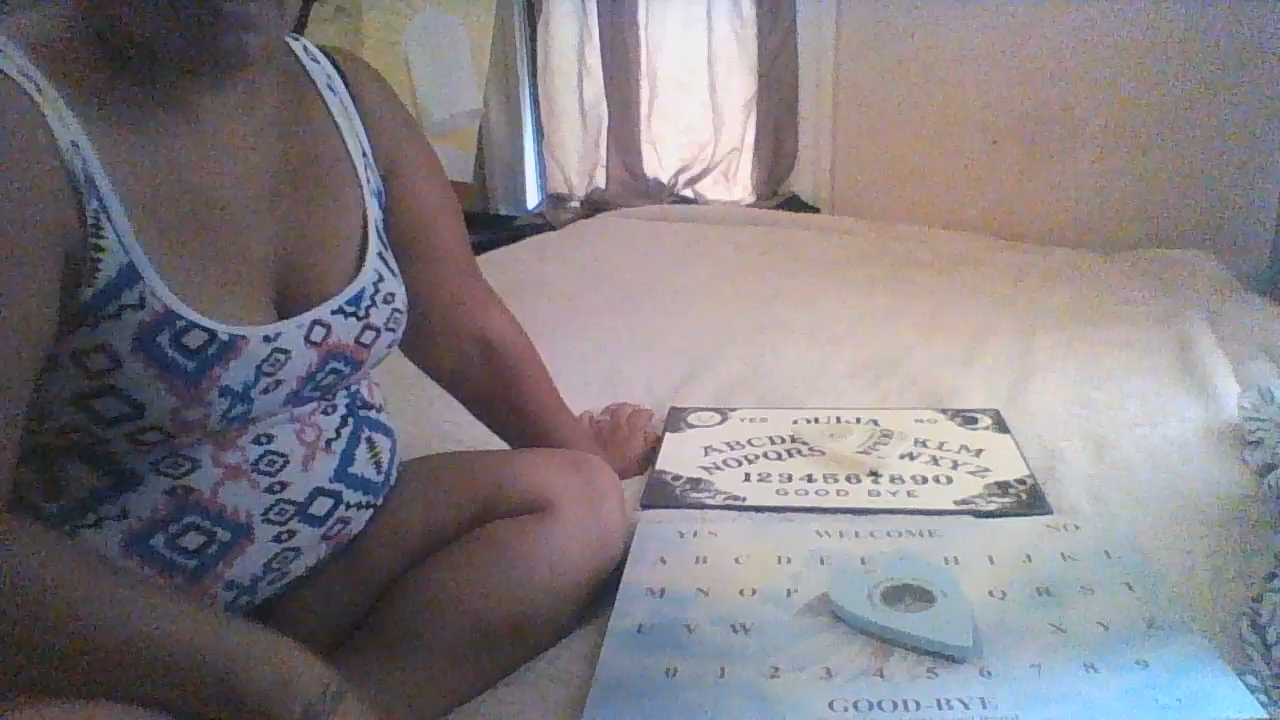 YES OUIJA NO
ABCDE KLM
NOPQRS WXYZ
1234567890
GOOD BYE
YES WELCOME NO
A B C D E F H I J K L
M N O P Q R S T
U V W X Y
0 1 2 3 4 5 6 7 8 9
GOOD-BYE